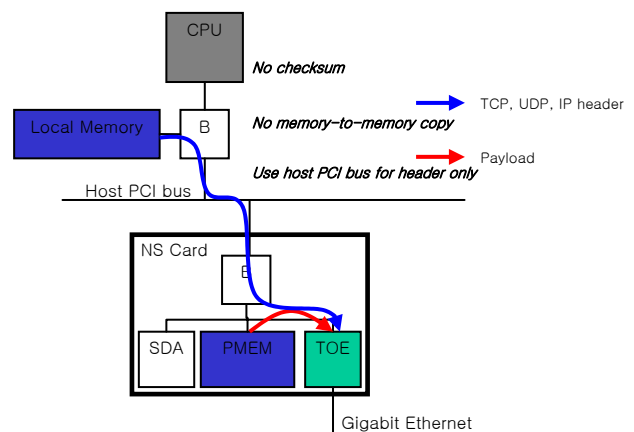 CPU
No checksum
TCP, UDP, IP header
Local Memory
B
No memory-to-memory copy
Payload
Use host PCI bus for header only
Host PCI bus
NS Card
B
SDA
PMEM
TOE
Gigabit Ethernet